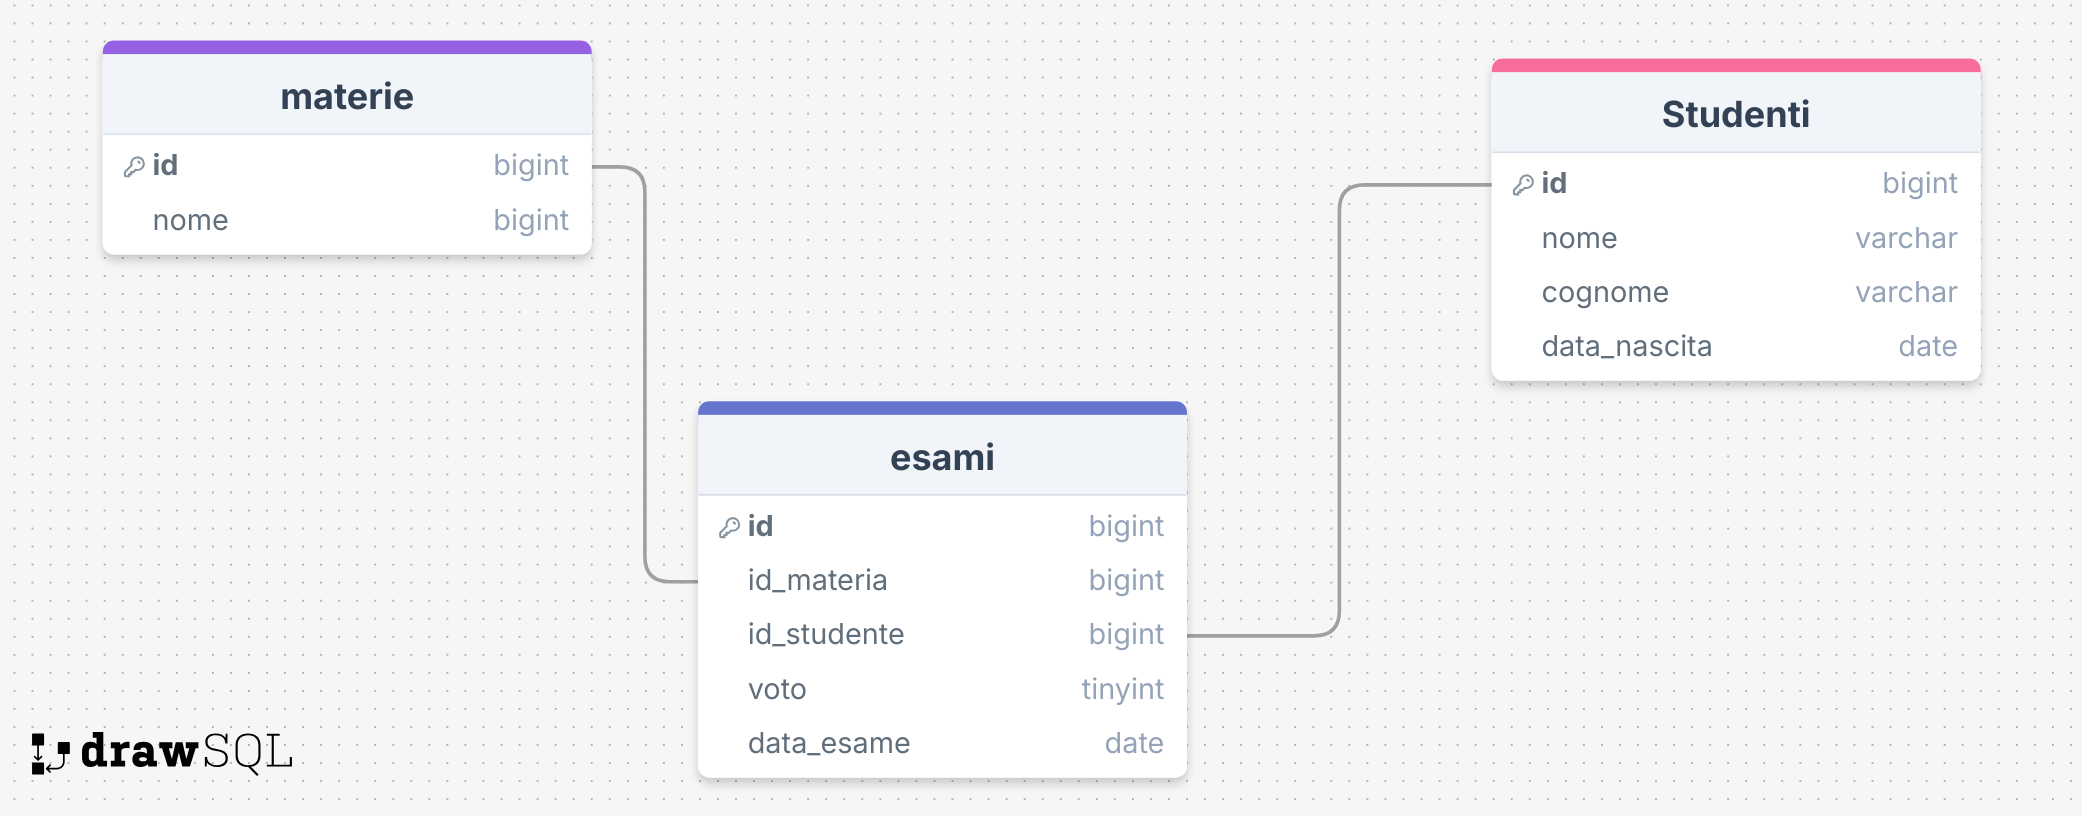 materie
id bigint
nome bigint
Studenti
id bigint
nome varchar
cognome varchar
data_nascita date
esami
id bigint
id_materia bigint
id_studente bigint
voto tinyint
data_esame date
drawSQL